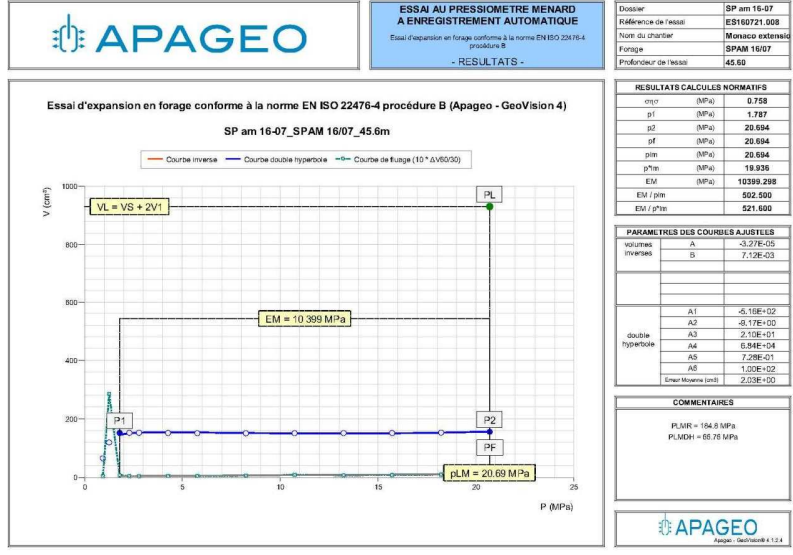 APAGEO
ESSAI AU PRESSIOMETRE MENARD
A ENREGISTREMENT AUTOMATIQUE
Essai d'expansion en forage conforme à la norme EN ISO 22476-4
procédure B
- RESULTATS -
Dossier SP am 16-07
Référence de l'essai ES160721.008
Nom du chantier Monaco extensio
Forage SPAM 16/07
Profondeur de l'essai 45.60
Essai d'expansion en forage conforme à la norme EN ISO 22476-4 procédure B (Apageo - GeoVision 4)
SP am 16-07_SPAM 16/07_45.6m
Courbe inverse Courbe double hyperbole Courbe de fluage (10 * ΔV60/30)
V (cm³)
1000
800
600
400
200
0
VL = VS + 2V1
PL
EM = 10 399 MPa
P1
P2
PF
pLM = 20.69 MPa
0 5 10 15 20 25
P (MPa)
RESULTATS CALCULES NORMATIFS
(MPa) 0.758
p1 (MPa) 1.787
p2 (MPa) 20.694
pf (MPa) 20.694
plm (MPa) 20.694
p*lm (MPa) 19.936
EM (MPa) 10399.298
EM / plm 502.500
EM / p*lm 521.600
PARAMETRES DES COURBES AJUSTEES
volumes inverses A -3.27E-05
B 7.12E-03
double hyperbole A1 -5.16E+02
A2 -9.17E+00
A3 2.10E+01
A4 6.84E+04
A5 7.28E-01
A6 1.00E+02
Erreur Moyenne (cm3) 2.03E+00
COMMENTAIRES
PLMR = 184.8 MPa
PLMDH = 66.76 MPa
APAGEO
Apageo - GeoVision® 4.1.2.4